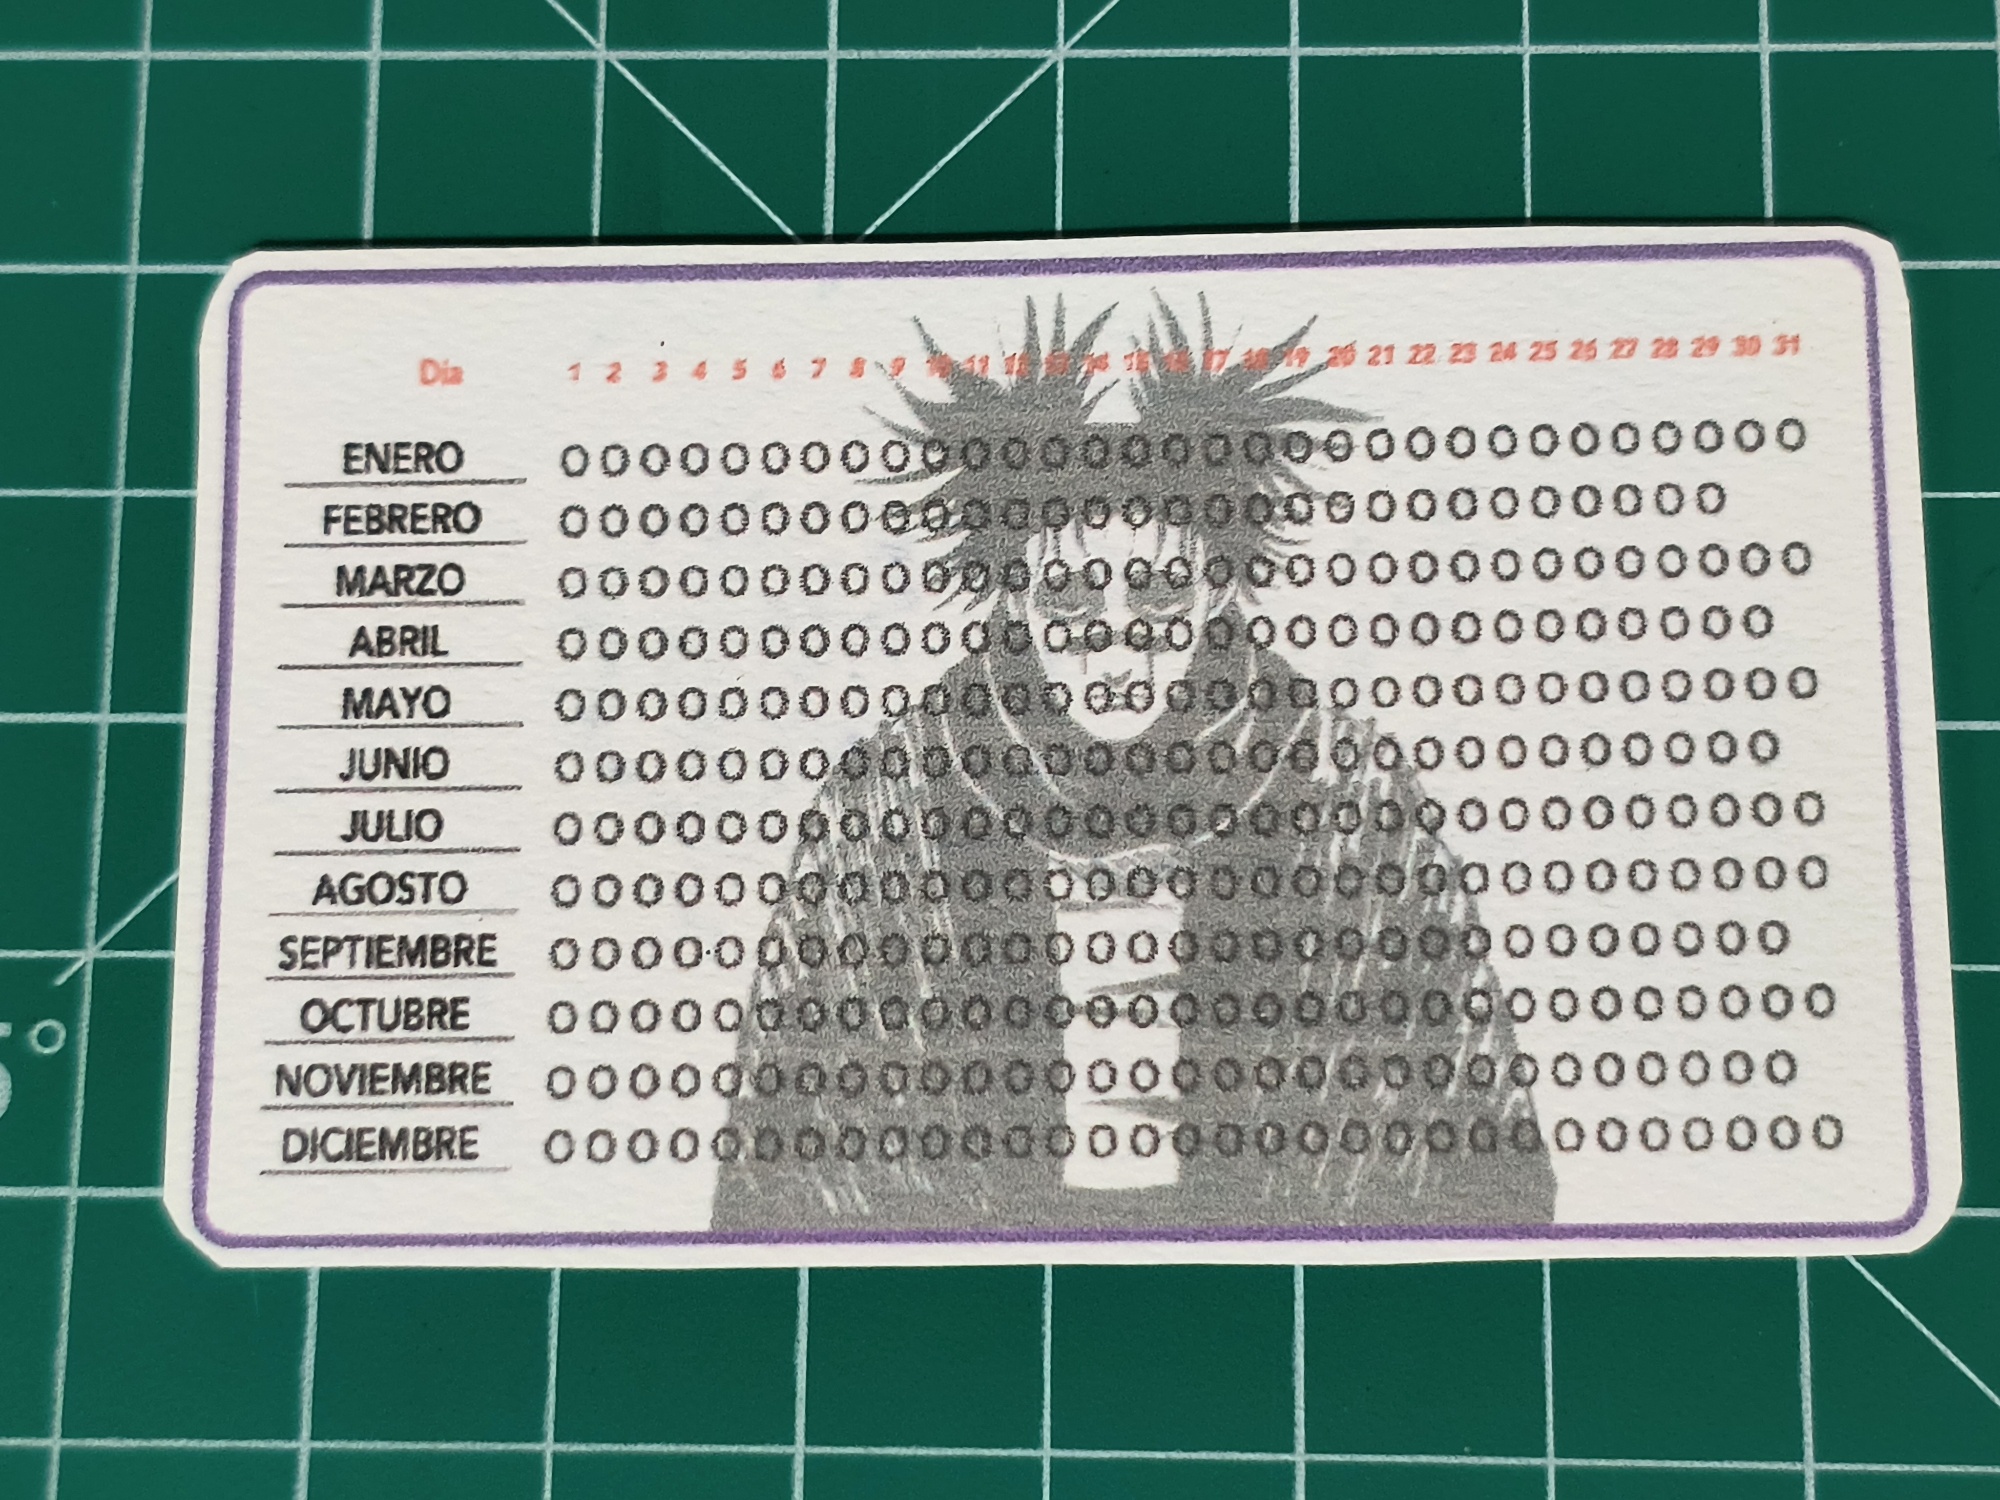 Día 1 2 3 4 5 6 7 8 9 10 11 12 13 14 15 16 17 18 19 20 21 22 23 24 25 26 27 28 29 30 31
ENERO
FEBRERO
MARZO
ABRIL
MAYO
JUNIO
JULIO
AGOSTO
SEPTIEMBRE
OCTUBRE
NOVIEMBRE
DICIEMBRE